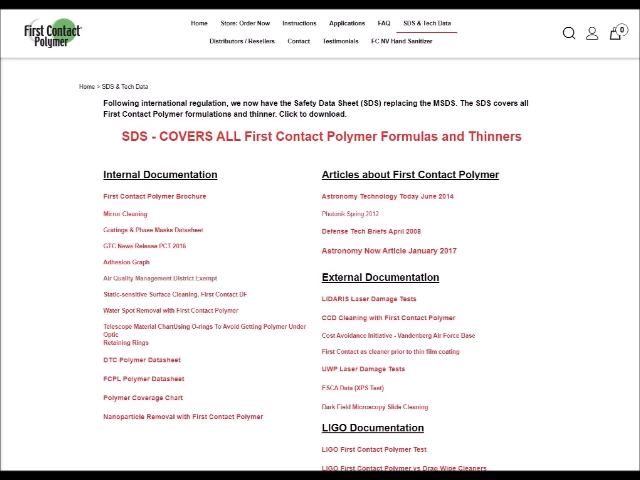 First Contact
Polymer
Home Store: Order Now Instructions Applications FAQ SDS & Tech Data
Distributors / Resellers Contact Testimonials FC NV Hand Sanitizer
0
Home > SDS & Tech Data
Following international regulation, we now have the Safety Data Sheet (SDS) replacing the MSDS. The SDS covers all
First Contact Polymer formulations and thinner. Click to download.
SDS - COVERS ALL First Contact Polymer Formulas and Thinners
Internal Documentation
First Contact Polymer Brochure
Mirror Cleaning
Gratings & Phase Masks Datasheet
GTC News Release PCT 2016
Adhesion Graph
Air Quality Management District Exempt
Static-sensitive Surface Cleaning, First Contact DF
Water Spot Removal with First Contact Polymer
Telescope Material ChartUsing O-rings To Avoid Getting Polymer Under
Optic
Retaining Rings
DTC Polymer Datasheet
FCPL Polymer Datasheet
Polymer Coverage Chart
Nanoparticle Removal with First Contact Polymer
Articles about First Contact Polymer
Astronomy Technology Today June 2014
Photonik Spring 2012
Defense Tech Briefs April 2008
Astronomy Now Article January 2017
External Documentation
LIDARIS Laser Damage Tests
CCD Cleaning with First Contact Polymer
Cost Avoidance Initiative - Vandenberg Air Force Base
First Contact as cleaner prior to thin film coating
UWP Laser Damage Tests
ESCA Data (XPS Test)
Dark Field Microscopy Slide Cleaning
LIGO Documentation
LIGO First Contact Polymer Test
LIGO First Contact Polymer vs Drag Wipe Cleaners